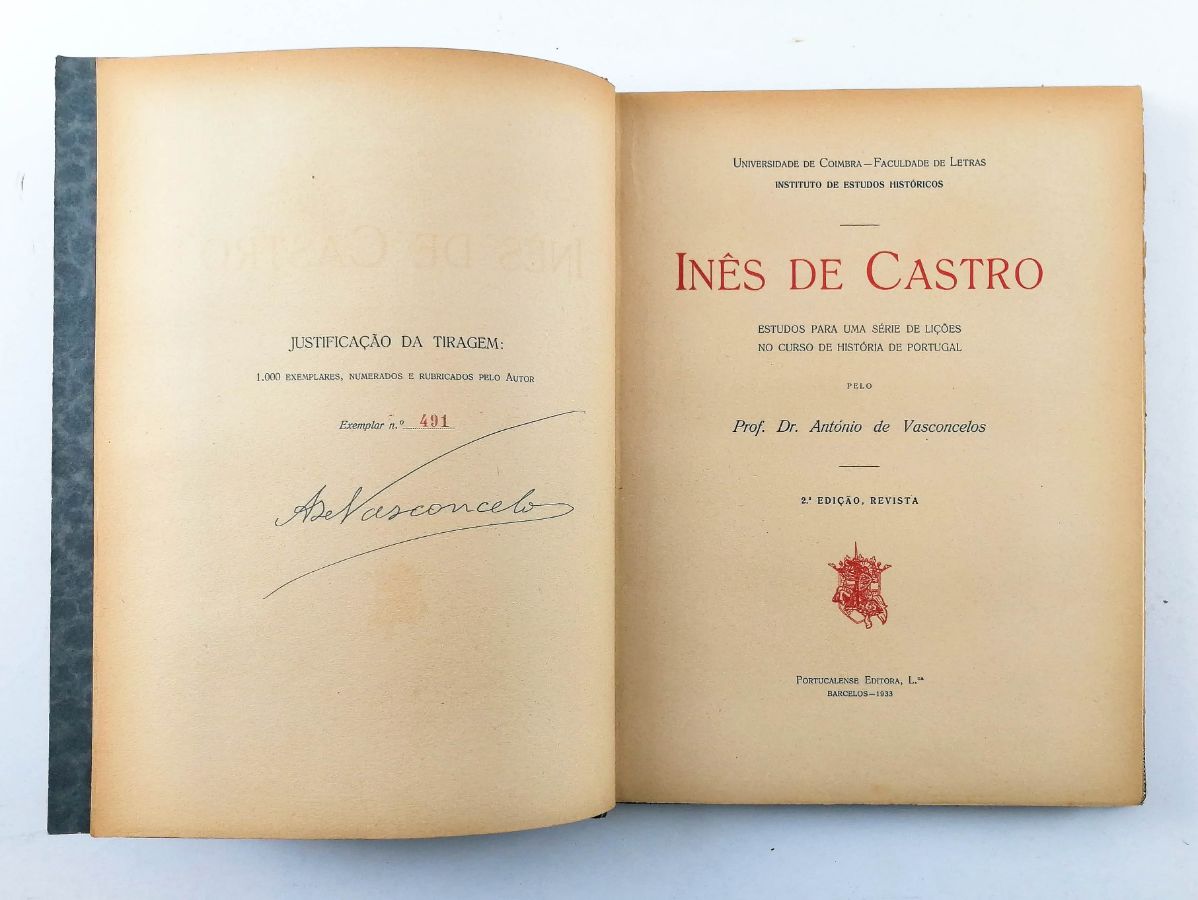 JUSTIFICAÇÃO DA TIRAGEM:
1.000 EXEMPLARES, NUMERADOS E RUBRICADOS PELO AUTOR
Exemplar n.º 491
A de Vasconcelos
UNIVERSIDADE DE COIMBRA — FACULDADE DE LETRAS
INSTITUTO DE ESTUDOS HISTÓRICOS
INÊS DE CASTRO
ESTUDOS PARA UMA SÉRIE DE LIÇÕES
NO CURSO DE HISTÓRIA DE PORTUGAL
PELO
Prof. Dr. António de Vasconcelos
2.ª EDIÇÃO, REVISTA
PORTUCALENSE EDITORA, L.DA
BARCELOS—1933